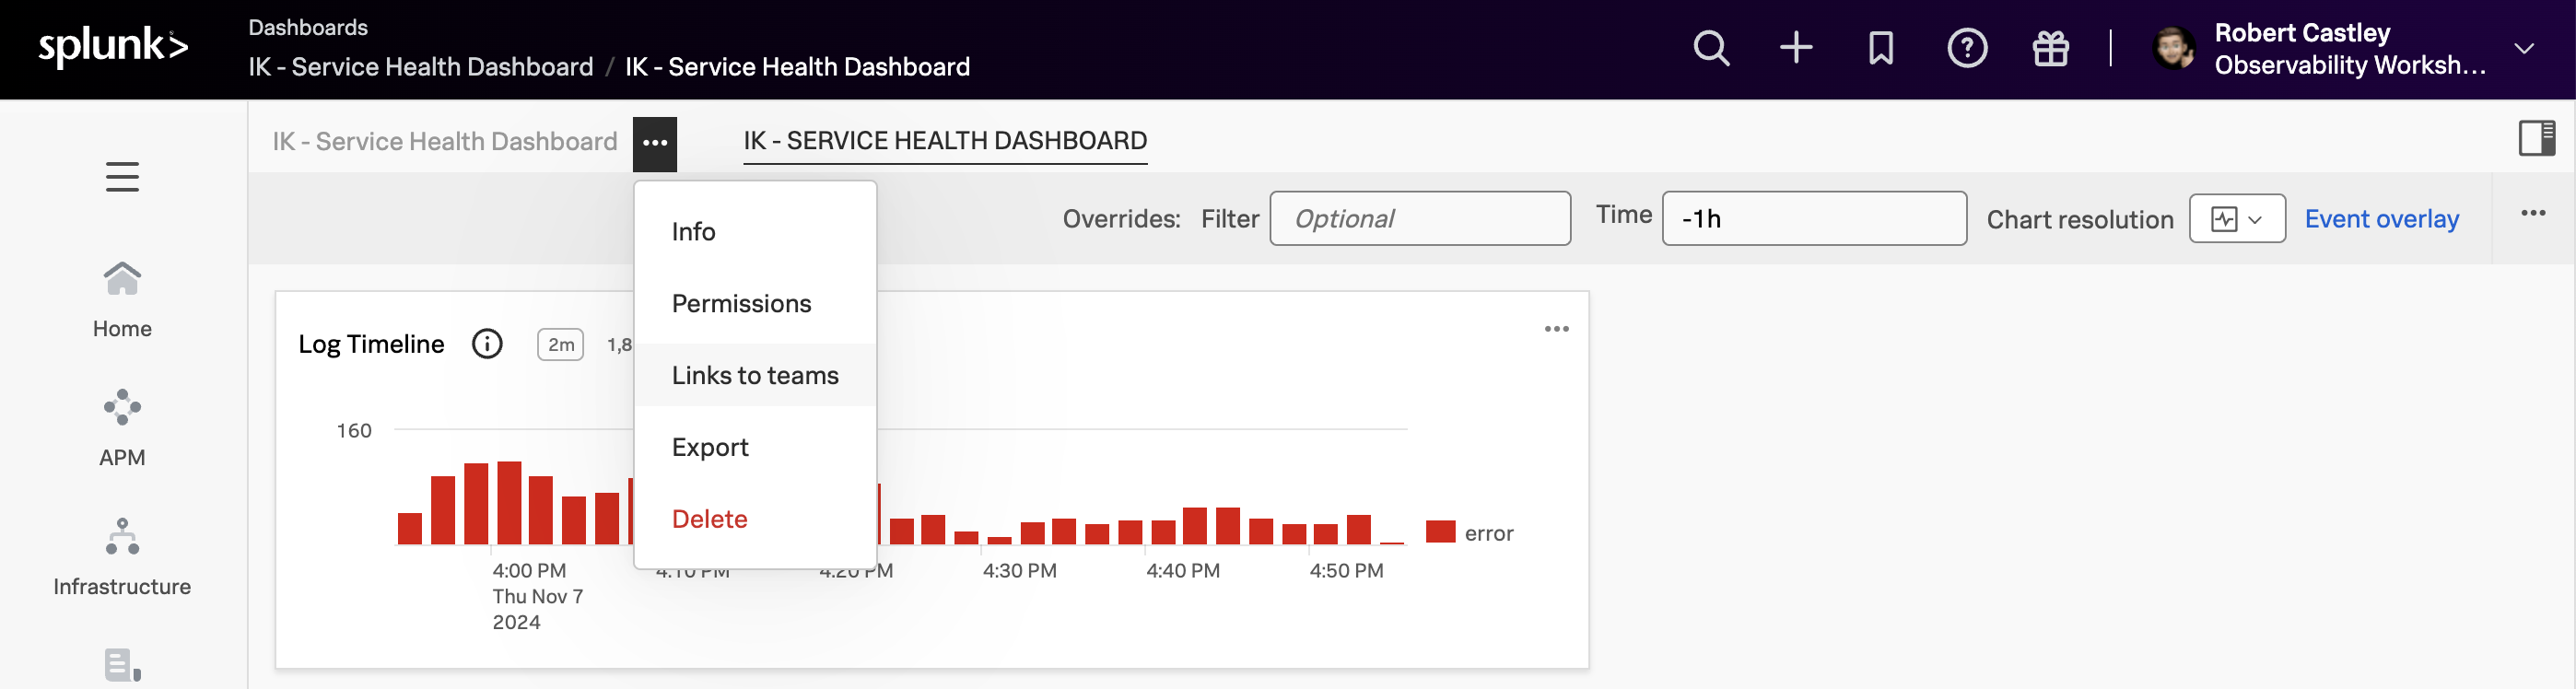 splunk>
Dashboards
IK - Service Health Dashboard / IK - Service Health Dashboard
Robert Castley
Observability Worksh...
IK - Service Health Dashboard
IK - SERVICE HEALTH DASHBOARD
Overrides: Filter Optional Time -1h Chart resolution Event overlay
Home
APM
Infrastructure
Info
Permissions
Links to teams
Export
Delete
Log Timeline 2m 1,8
160
error
4:00 PM 4:10 PM 4:20 PM 4:30 PM 4:40 PM 4:50 PM
Thu Nov 7
2024